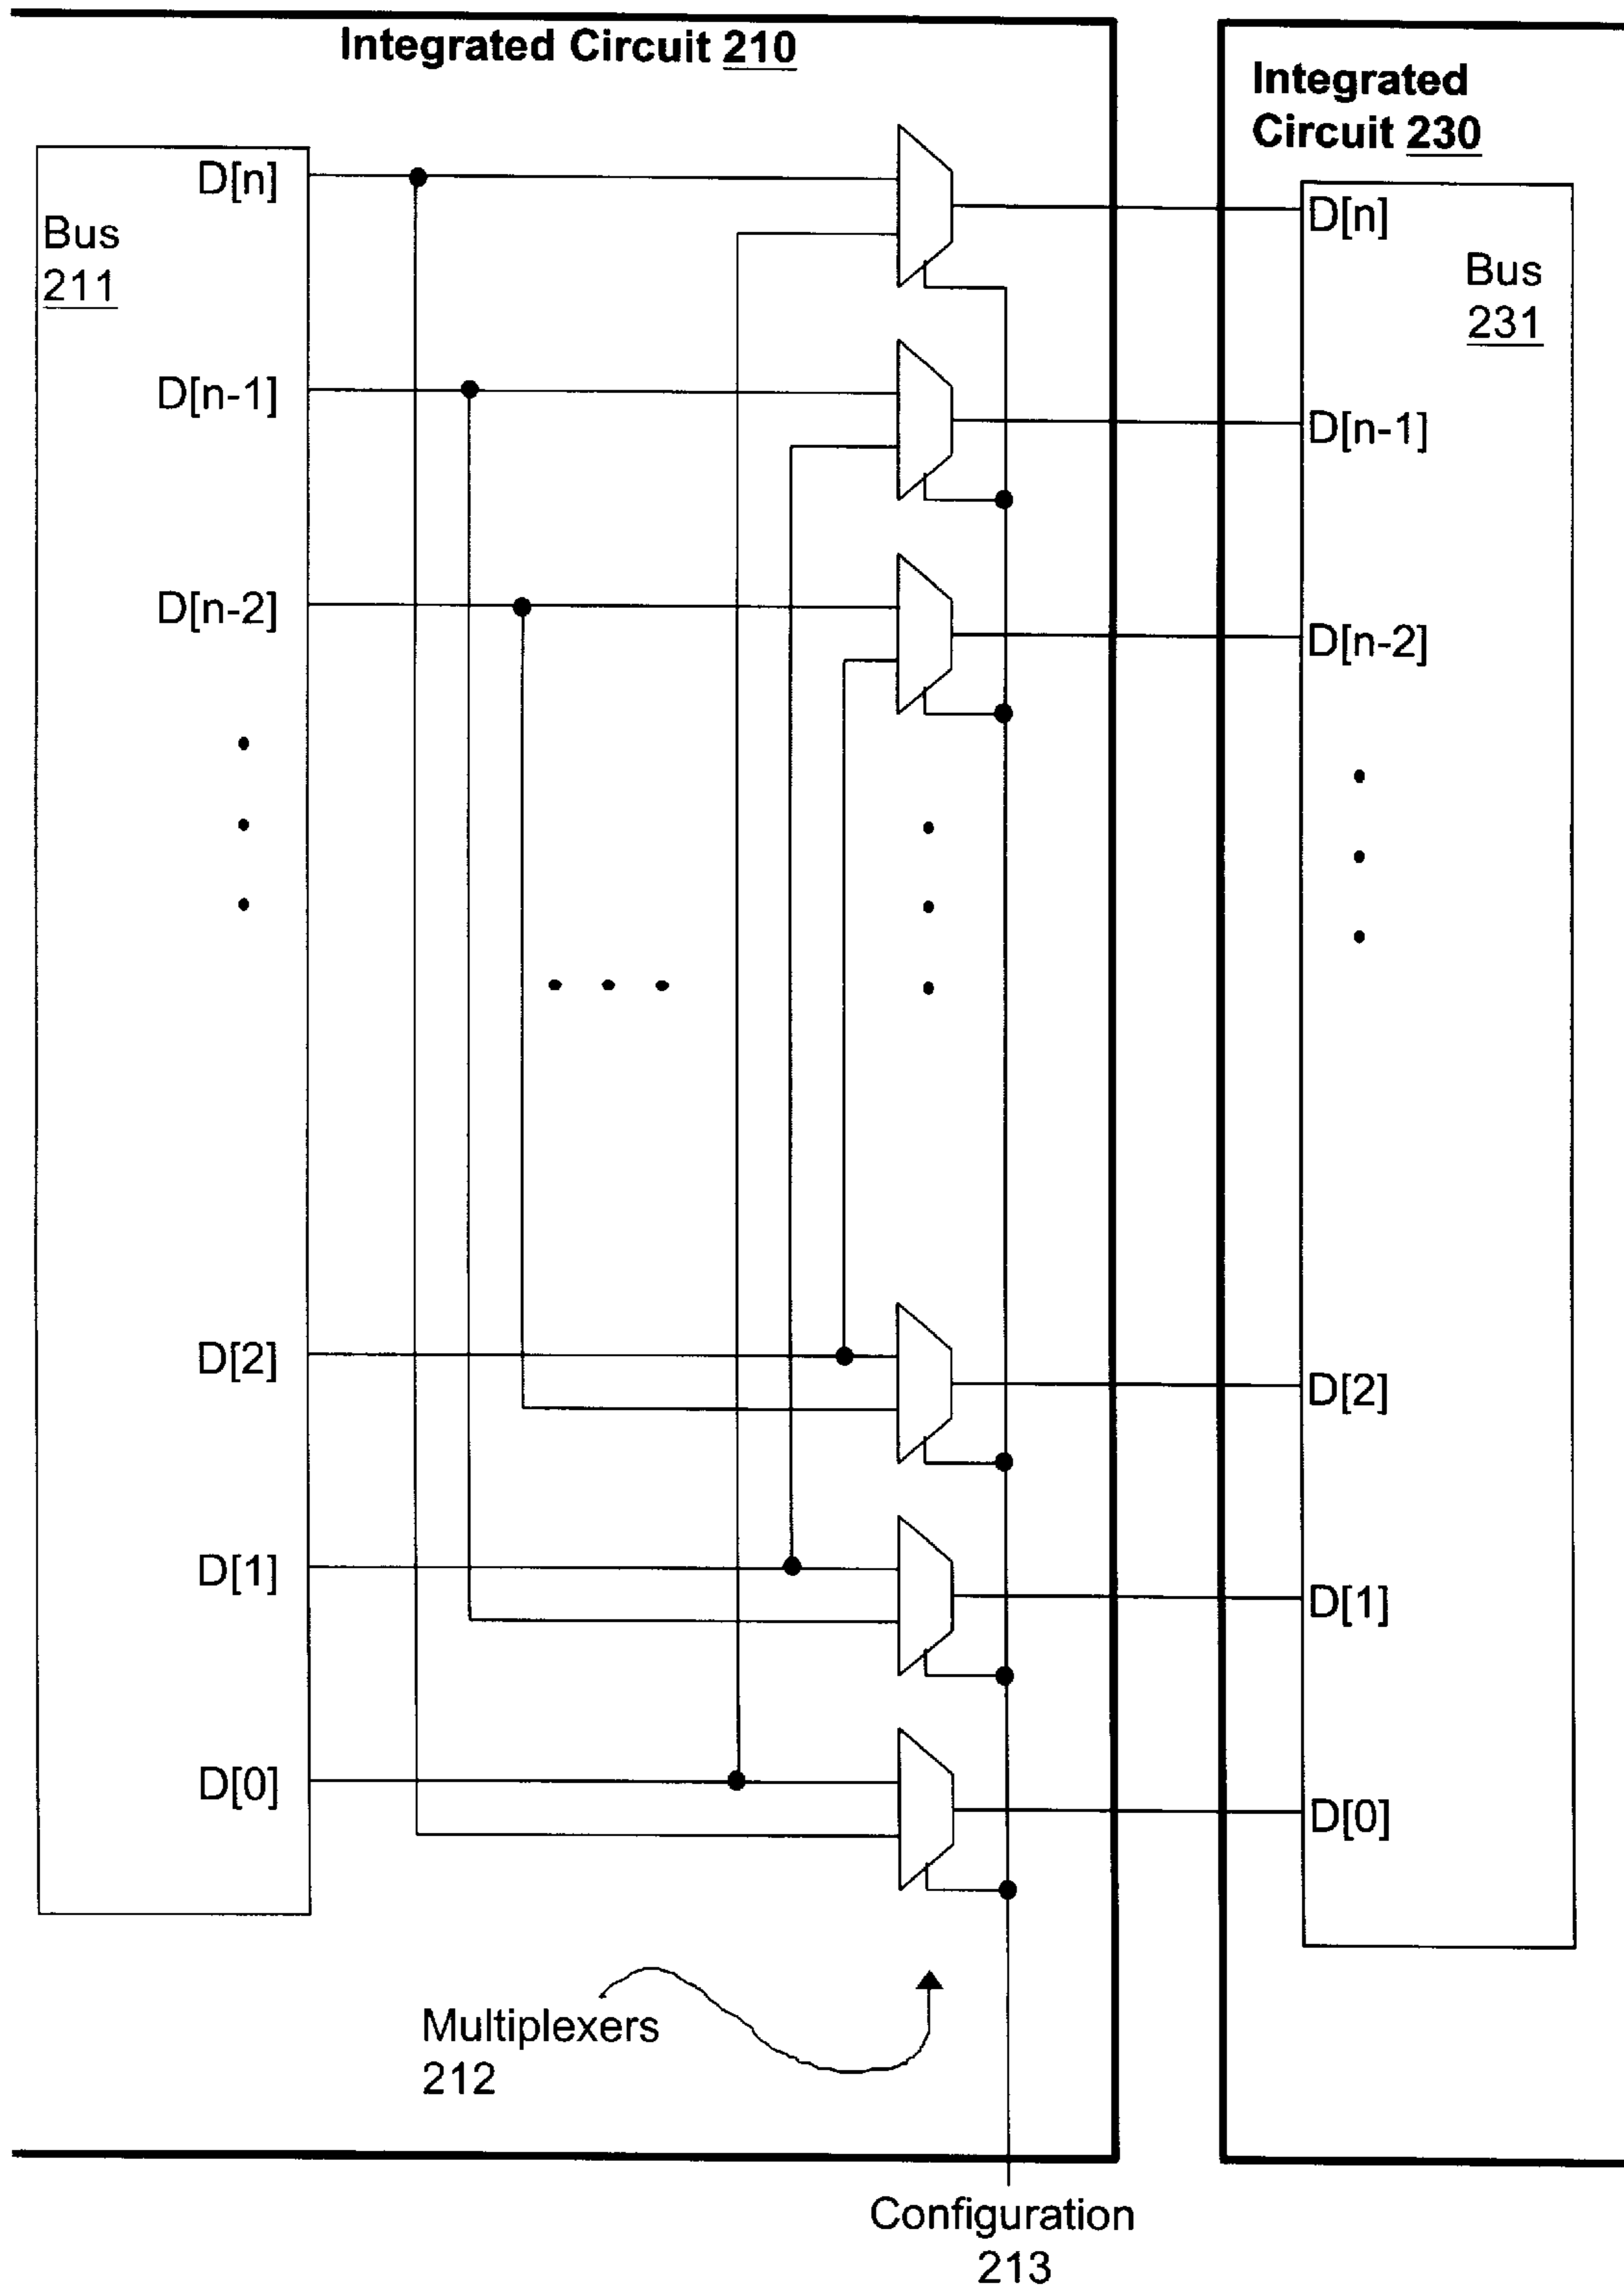 Integrated Circuit 210
Integrated
Circuit 230
Bus
211
D[n]
D[n-1]
D[n-2]
D[2]
D[1]
D[0]
D[n]
Bus
231
D[n-1]
D[n-2]
D[2]
D[1]
D[0]
Multiplexers
212
Configuration
213